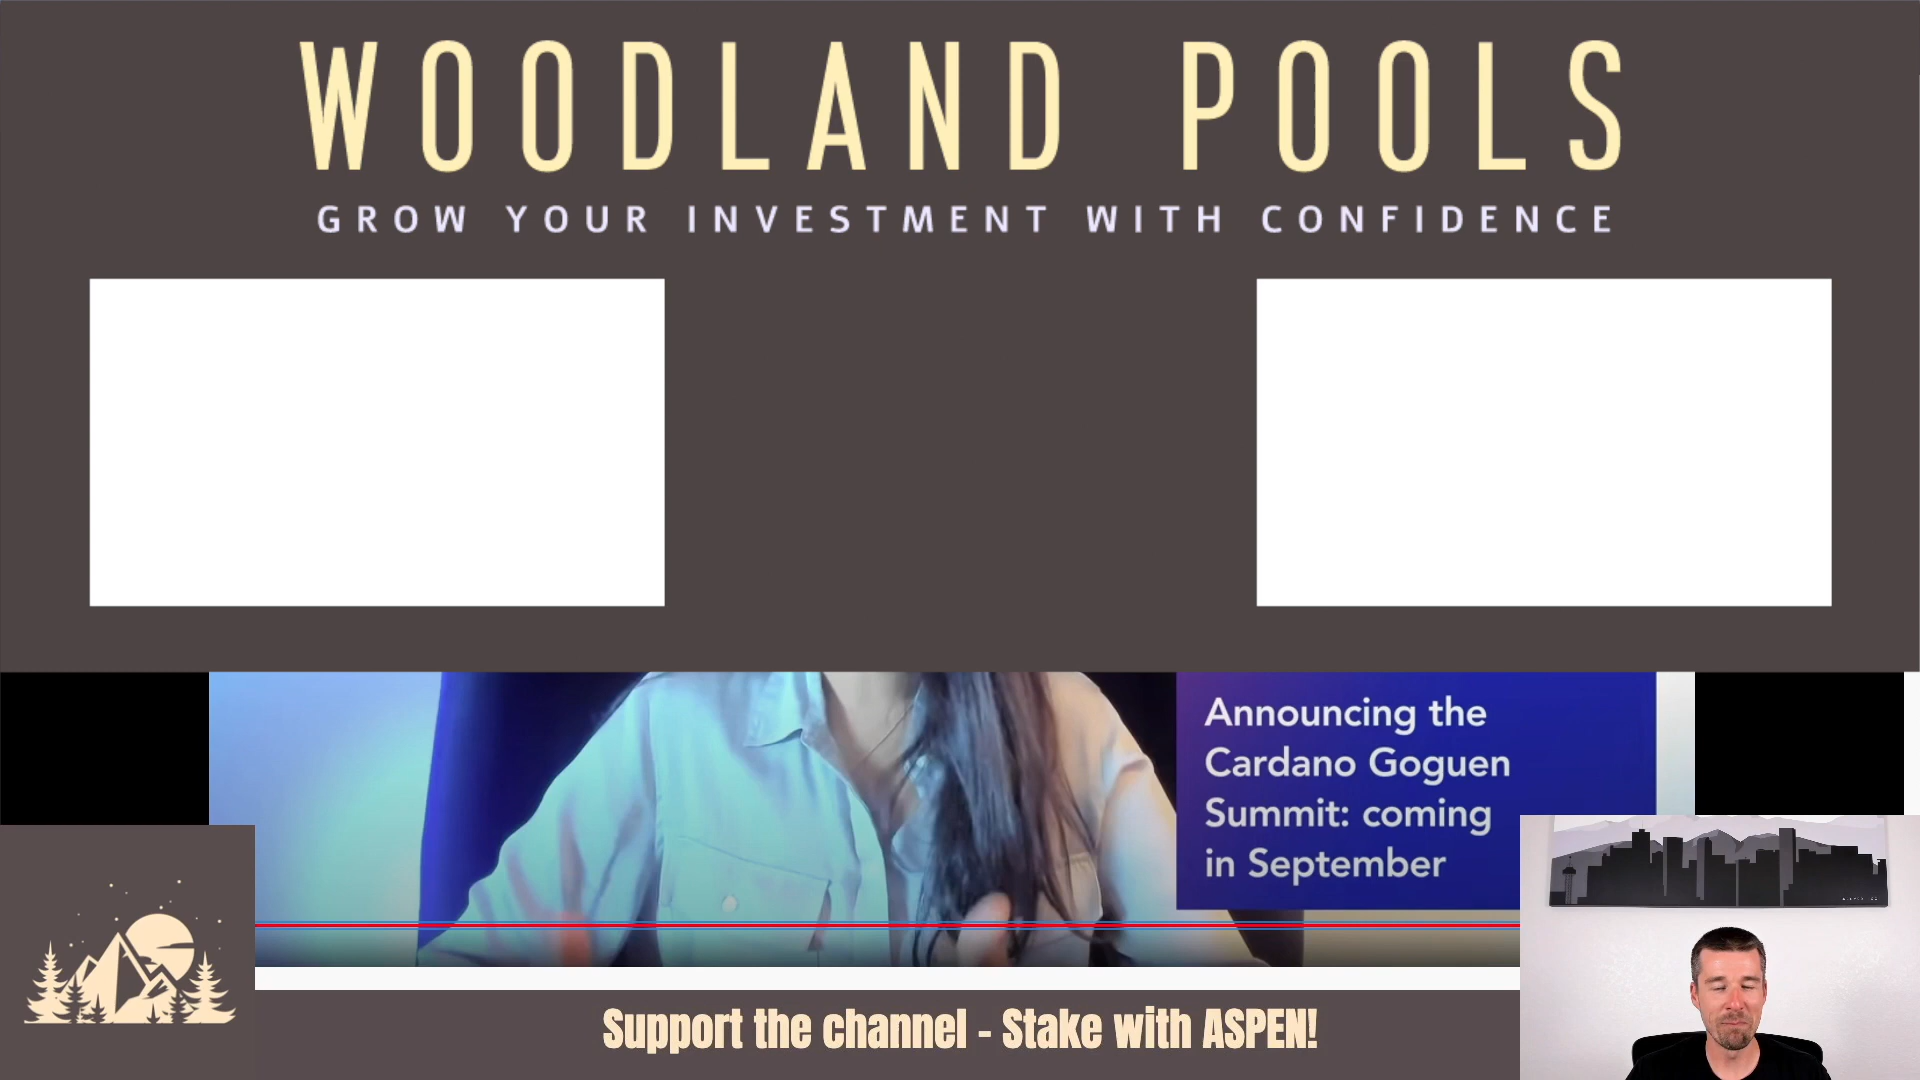 WOODLAND POOLS
GROW YOUR INVESTMENT WITH CONFIDENCE
Announcing the
Cardano Goguen
Summit: coming
in September
Support the channel - Stake with ASPEN!